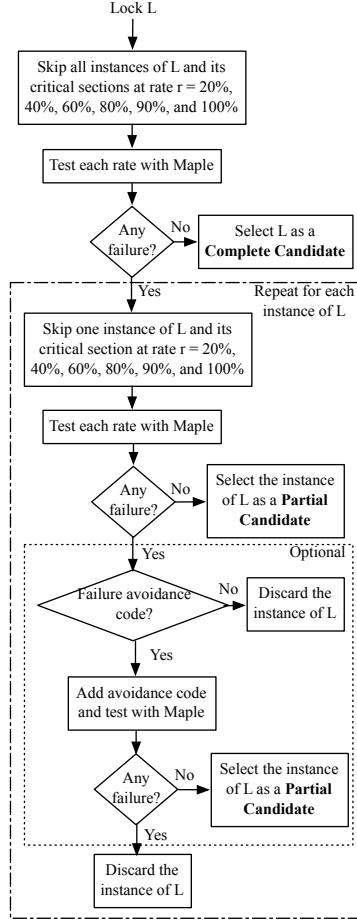 Lock L
Skip all instances of L and its
critical sections at rate r = 20%,
40%, 60%, 80%, 90%, and 100%
Test each rate with Maple
Any
failure?
No
Select L as a
Complete Candidate
Yes
Repeat for each
instance of L
Skip one instance of L and its
critical section at rate r = 20%,
40%, 60%, 80%, 90%, and 100%
Test each rate with Maple
Any
failure?
No
Select the instance
of L as a Partial
Candidate
Yes
Optional
Failure avoidance
code?
No
Discard the
instance of L
Yes
Add avoidance code
and test with Maple
Any
failure?
No
Select the instance
of L as a Partial
Candidate
Yes
Discard the
instance of L